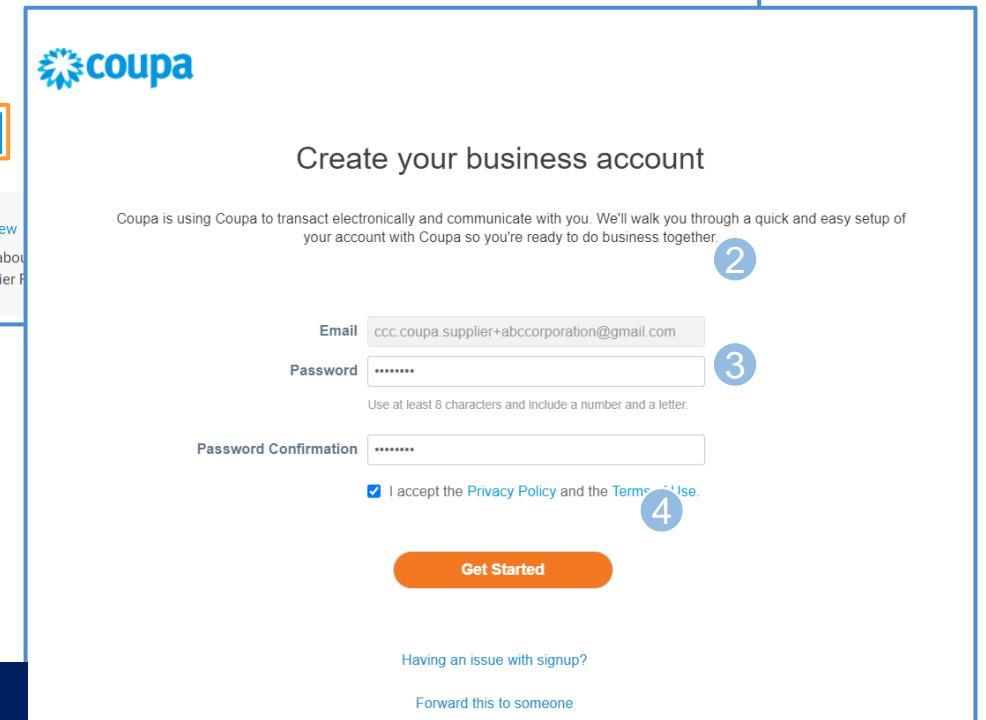 coupa
Create your business account
Coupa is using Coupa to transact electronically and communicate with you. We'll walk you through a quick and easy setup of
your account with Coupa so you're ready to do business together.
2
Email ccc.coupa.supplier+abccorporation@gmail.com
3
Password ••••••••
Use at least 8 characters and include a number and a letter.
Password Confirmation ••••••••
I accept the Privacy Policy and the Terms of Use.
4
Get Started
Having an issue with signup?
Forward this to someone